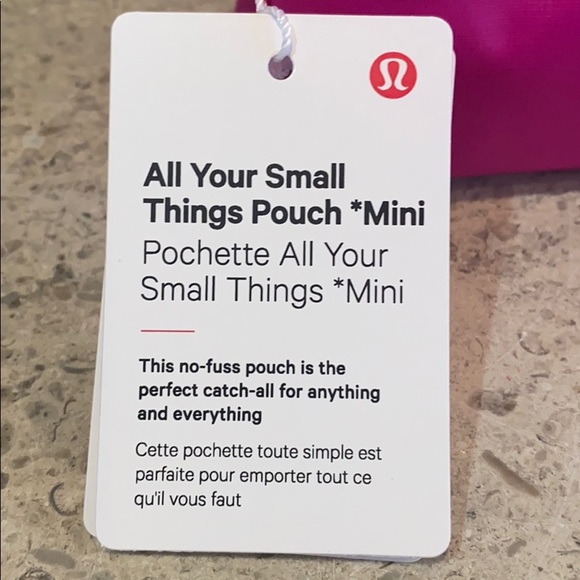 All Your Small
Things Pouch *Mini
Pochette All Your
Small Things *Mini
This no-fuss pouch is the
perfect catch-all for anything
and everything
Cette pochette toute simple est
parfaite pour emporter tout ce
qu'il vous faut